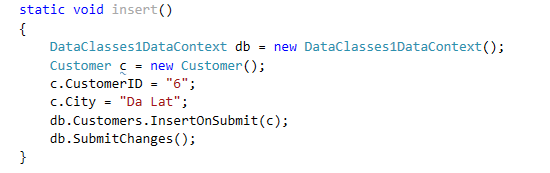 static void insert()
{
DataClasses1DataContext db = new DataClasses1DataContext();
Customer c = new Customer();
c.CustomerID = "6";
c.City = "Da Lat";
db.Customers.InsertOnSubmit(c);
db.SubmitChanges();
}